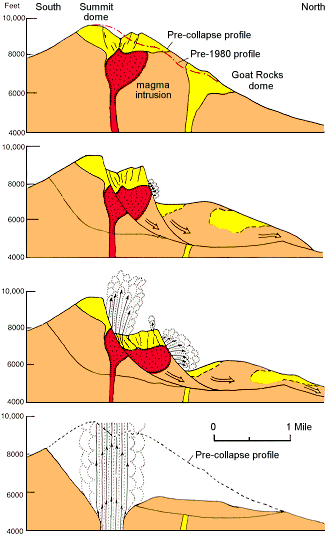 Feet
South
Summit
dome
North
10,000
Pre-collapse profile
Pre-1980 profile
8000
magma
intrusion
Goat Rocks
dome
6000
4000
10,000
8000
6000
4000
10,000
8000
6000
4000
10,000
0
1 Mile
8000
Pre-collapse profile
6000
4000